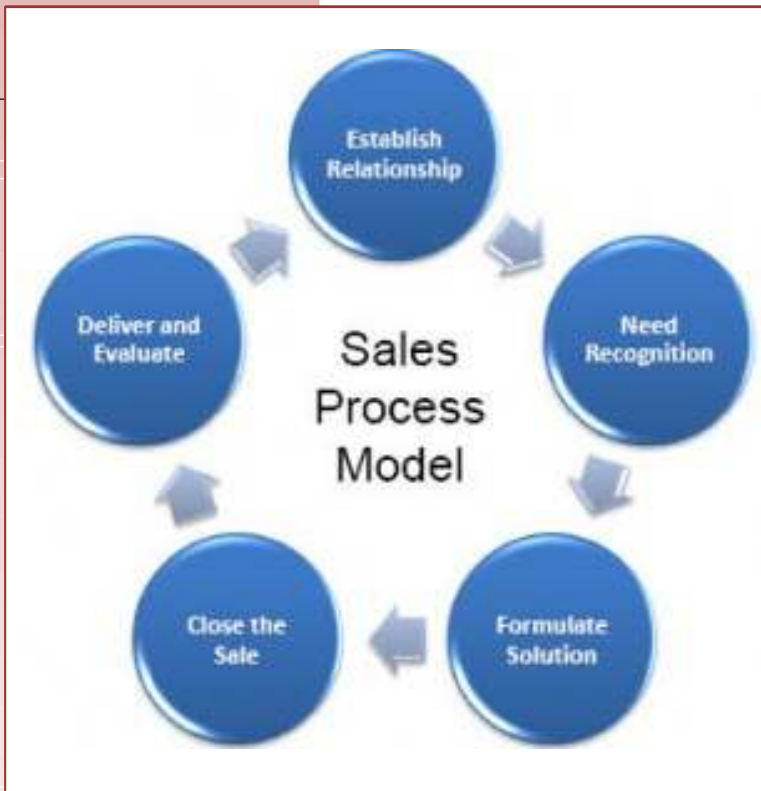 Establish
Relationship
Need
Recognition
Formulate
Solution
Close the
Sale
Deliver and
Evaluate
Sales
Process
Model